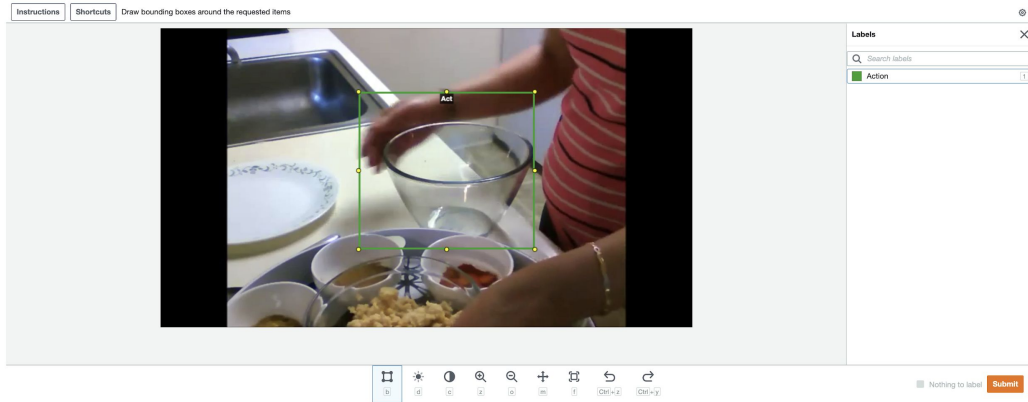 Instructions Shortcuts Draw bounding boxes around the requested items
Labels
Search labels
Action 1
Act
b d c z o m f Ctrl + z Ctrl + y
Nothing to label Submit